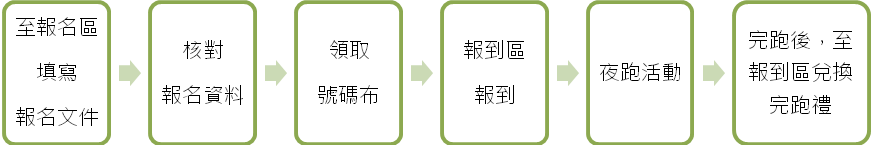 至報名區
填寫
報名文件
核對
報名資料
領取
號碼布
報到區
報到
夜跑活動
完跑後，至
報到區兌換
完跑禮